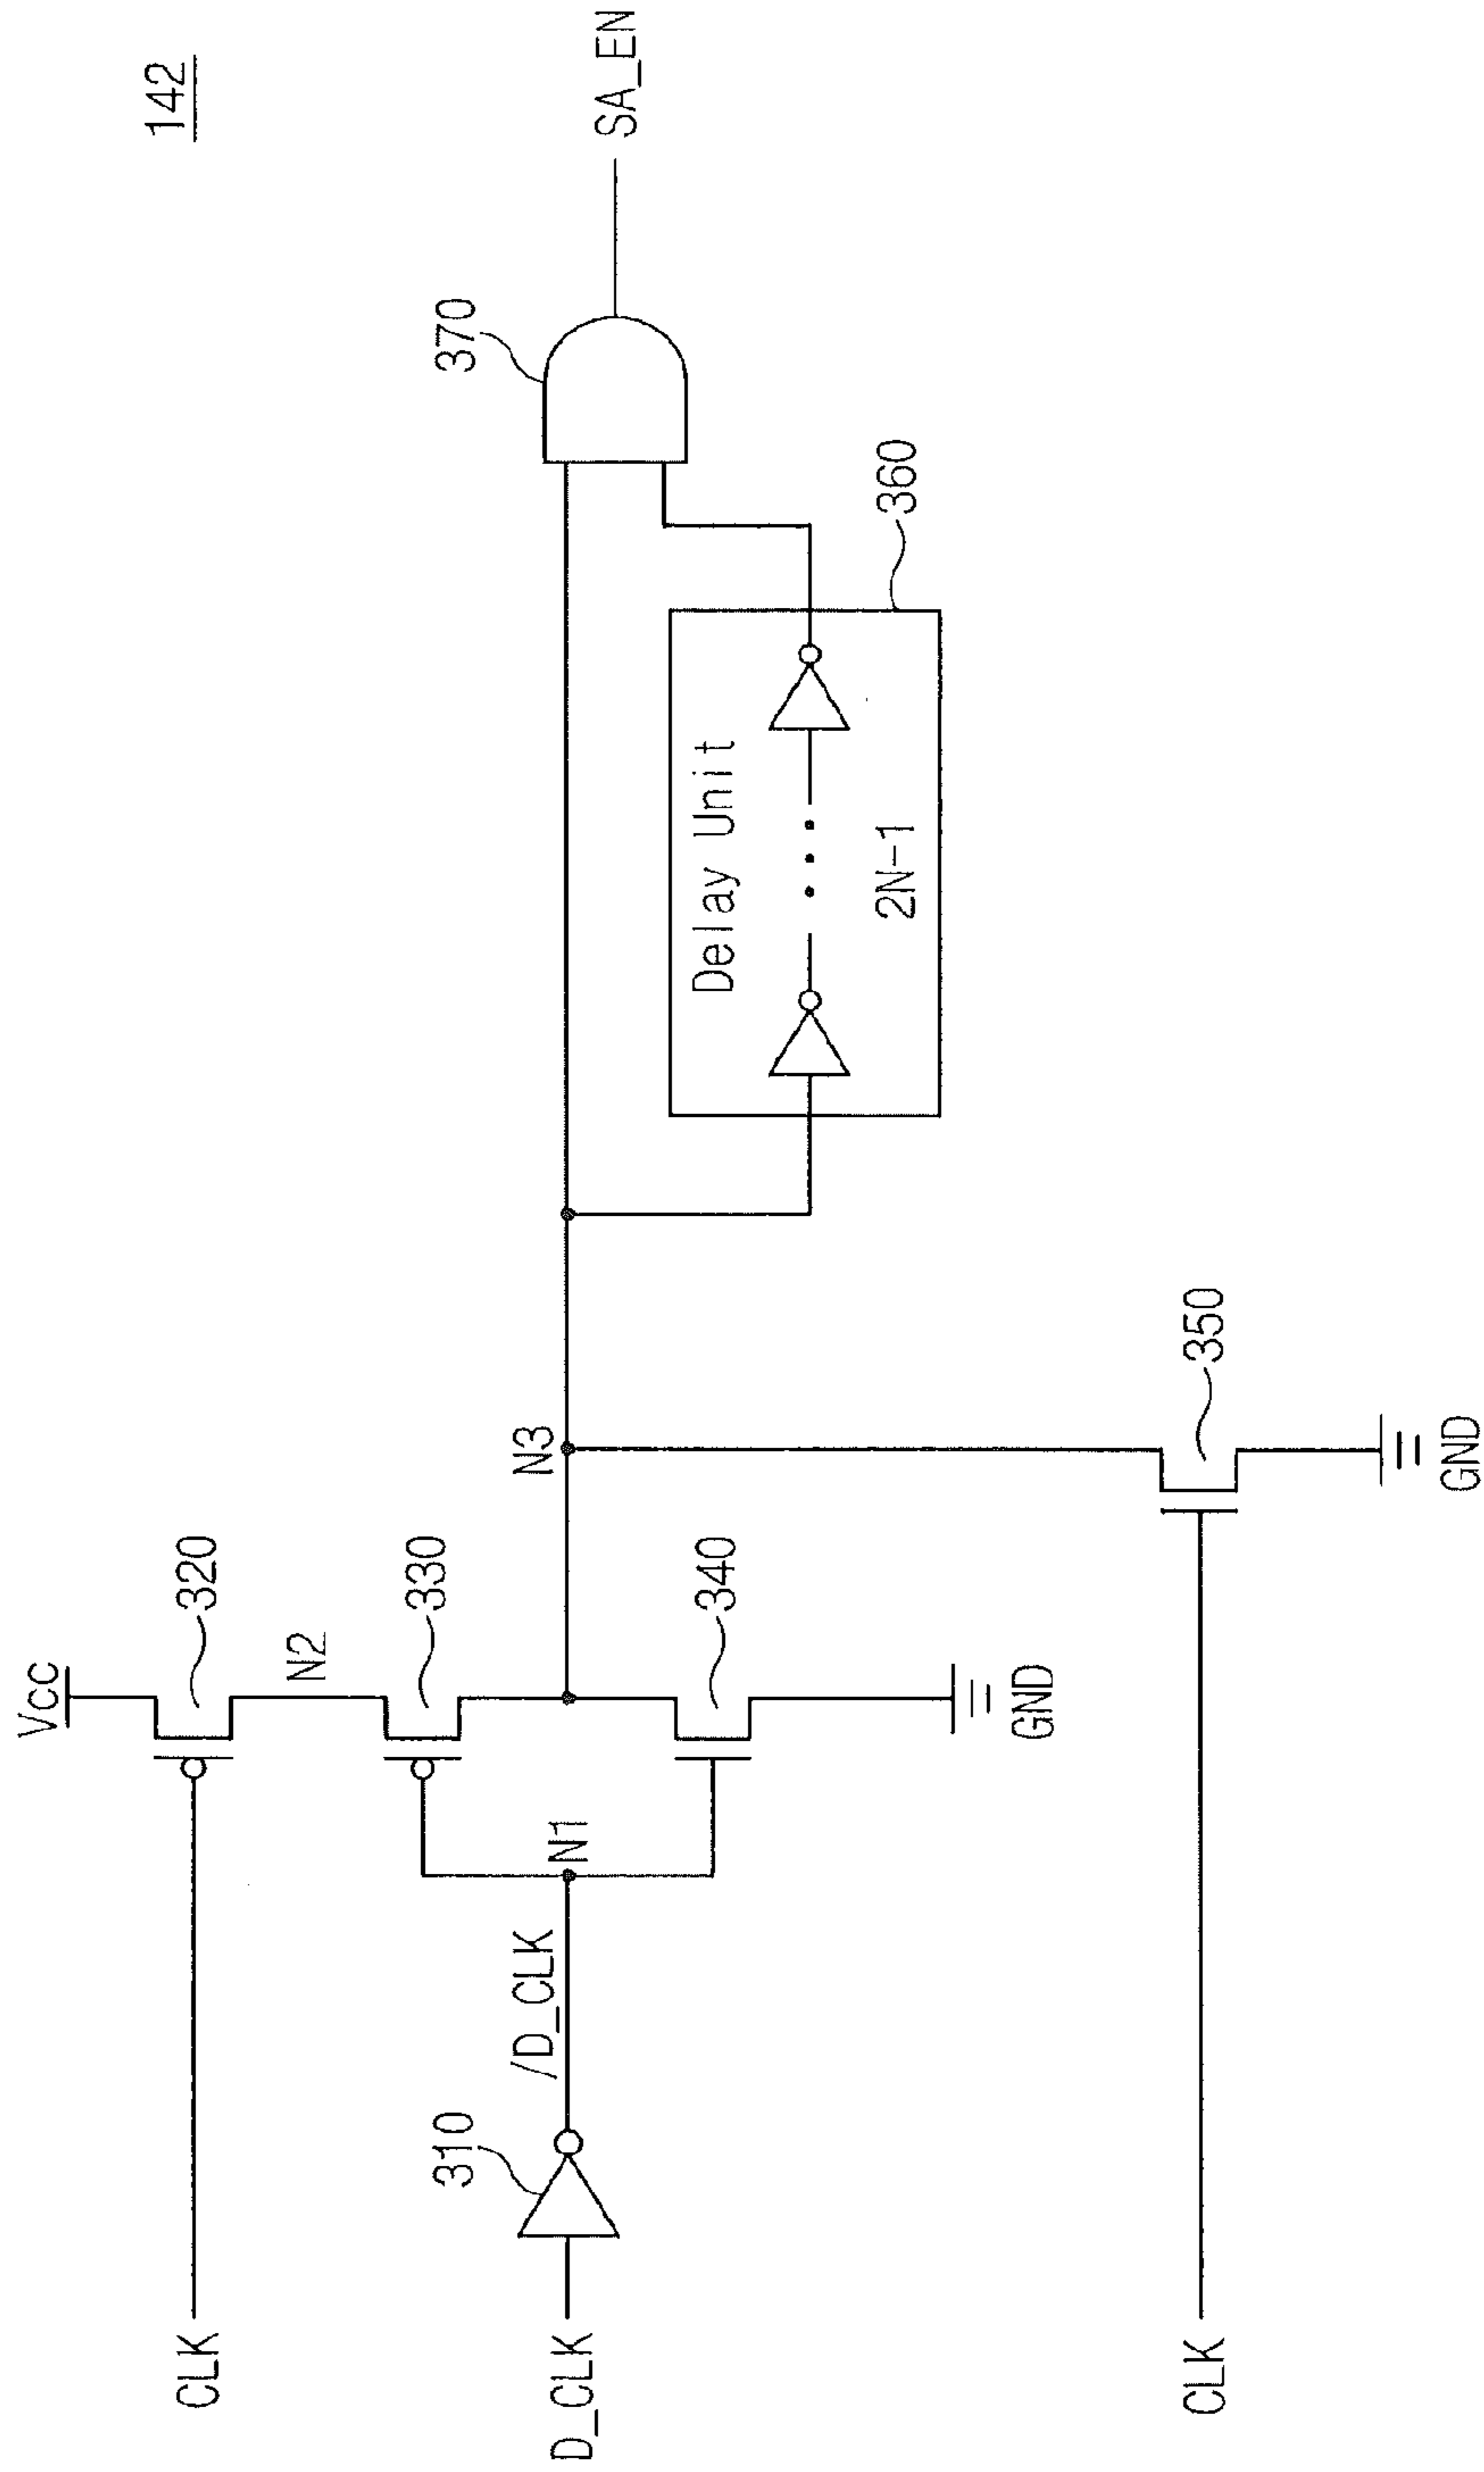 142
Vcc
CLK
320
N2
330
310
D_CLK
/D_CLK
N1
340
GND
N3
370
SA_EN
Delay Unit
2N-1
360
CLK
350
GND